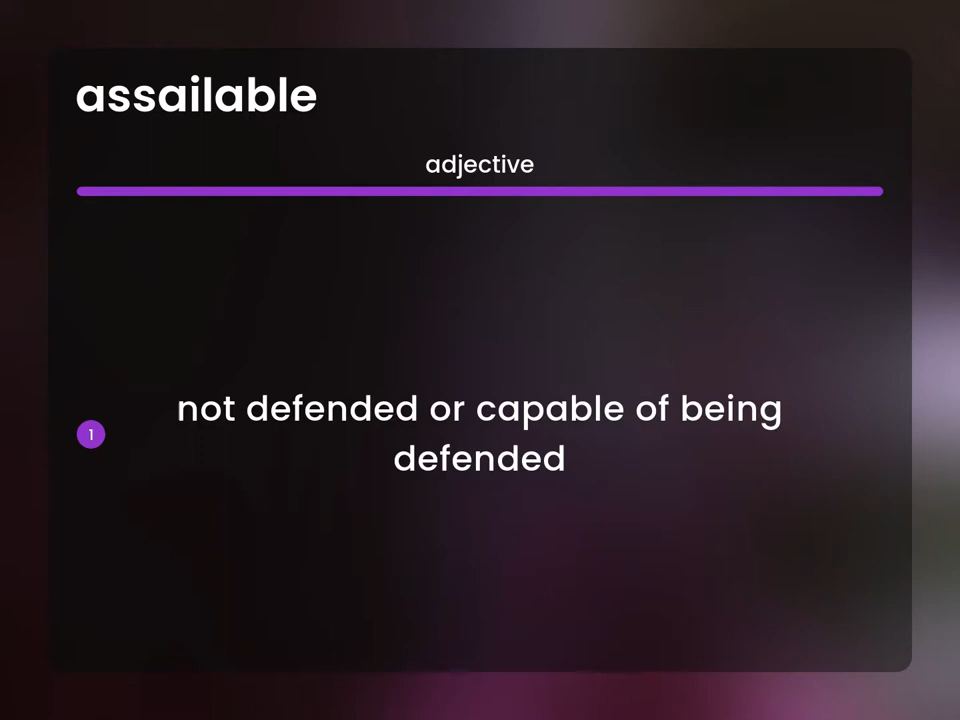 assailable
adjective
1
not defended or capable of being
defended